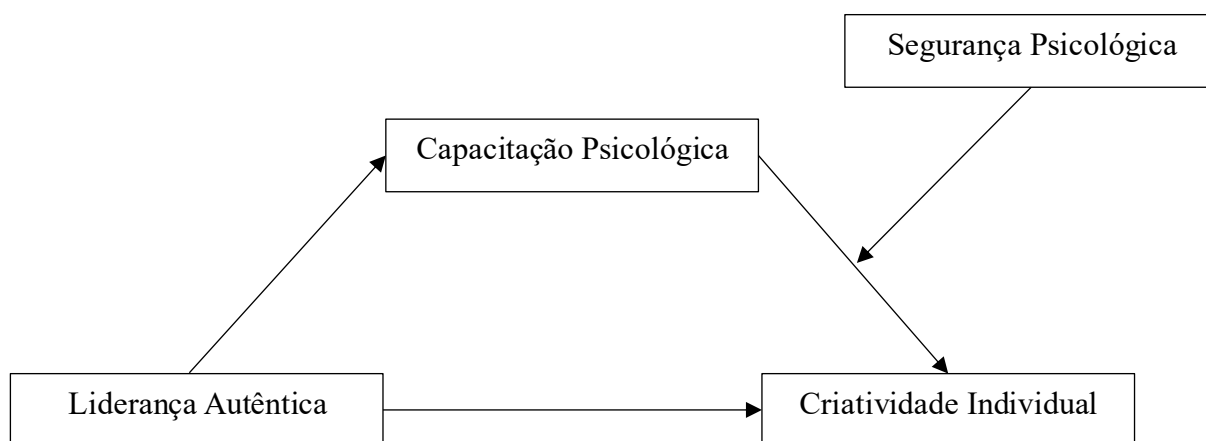 Segurança Psicológica
Capacitação Psicológica
Liderança Autêntica
Criatividade Individual